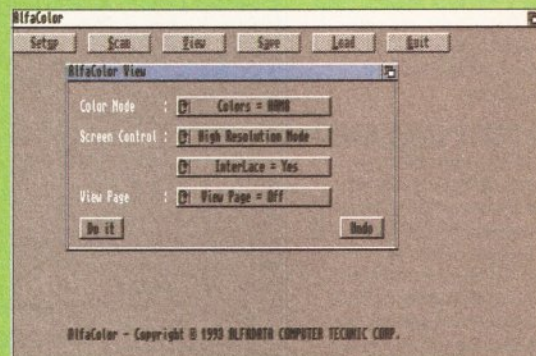 AlfaColor
Setup Scan View Save Load Quit
AlfaColor View
Color Mode : Colors = HAM8
Screen Control : High Resolution Mode
InterLace = Yes
View Page : View Page = Off
Do it Undo
AlfaColor - Copyright © 1993 ALFADATA COMPUTER TECHNIC CORP.